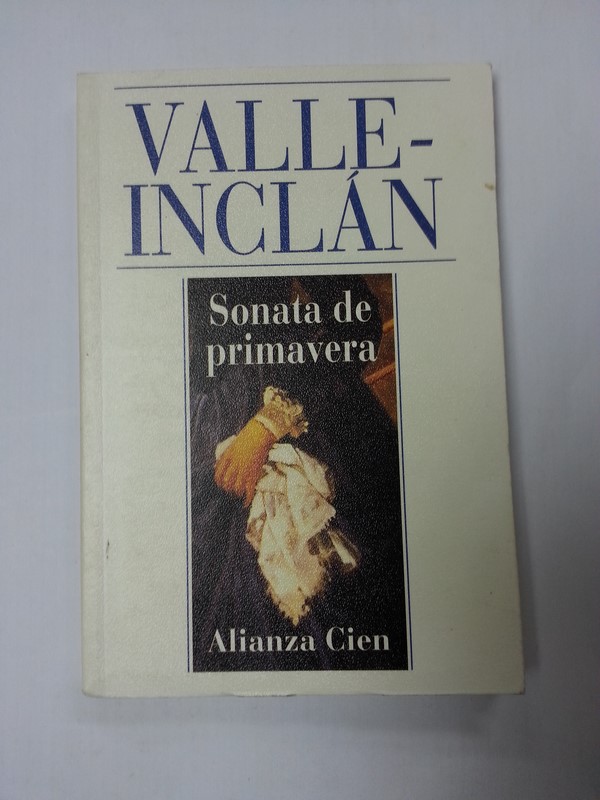 VALLE-
INCLÁN
Sonata de
primavera
Alianza Cien